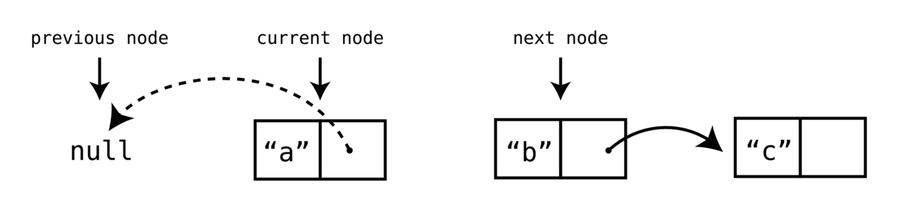 previous node
current node
next node
null
“a”
“b”
“c”